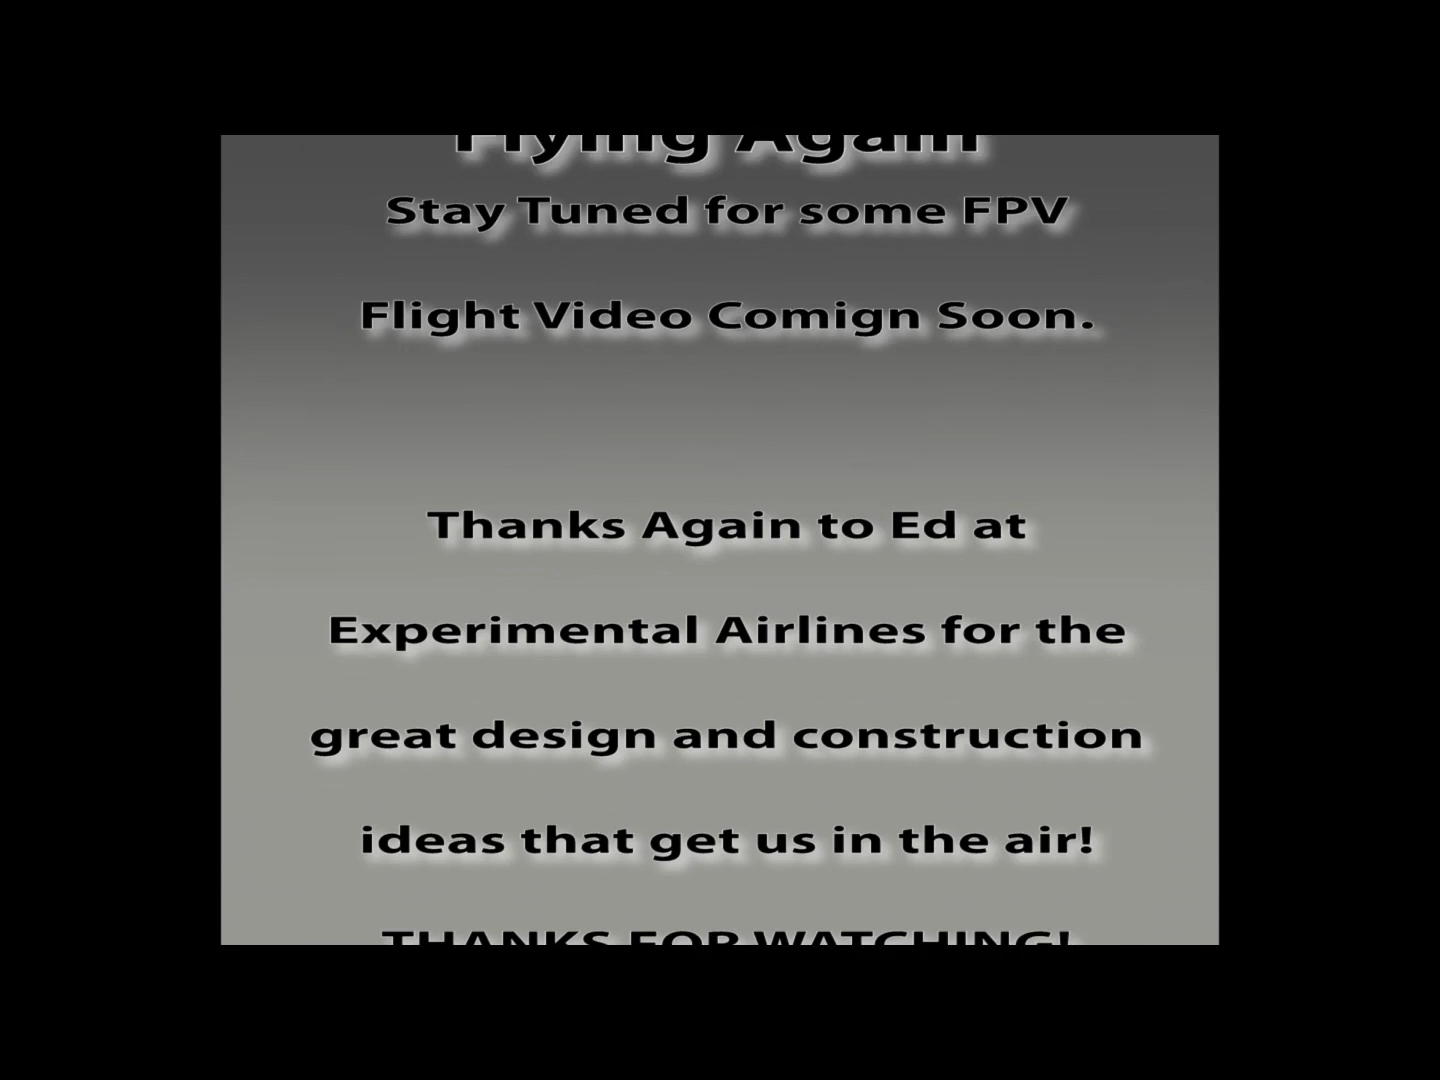 Flying Again
Stay Tuned for some FPV
Flight Video Comign Soon.
Thanks Again to Ed at
Experimental Airlines for the
great design and construction
ideas that get us in the air!
THANKS FOR WATCHING!